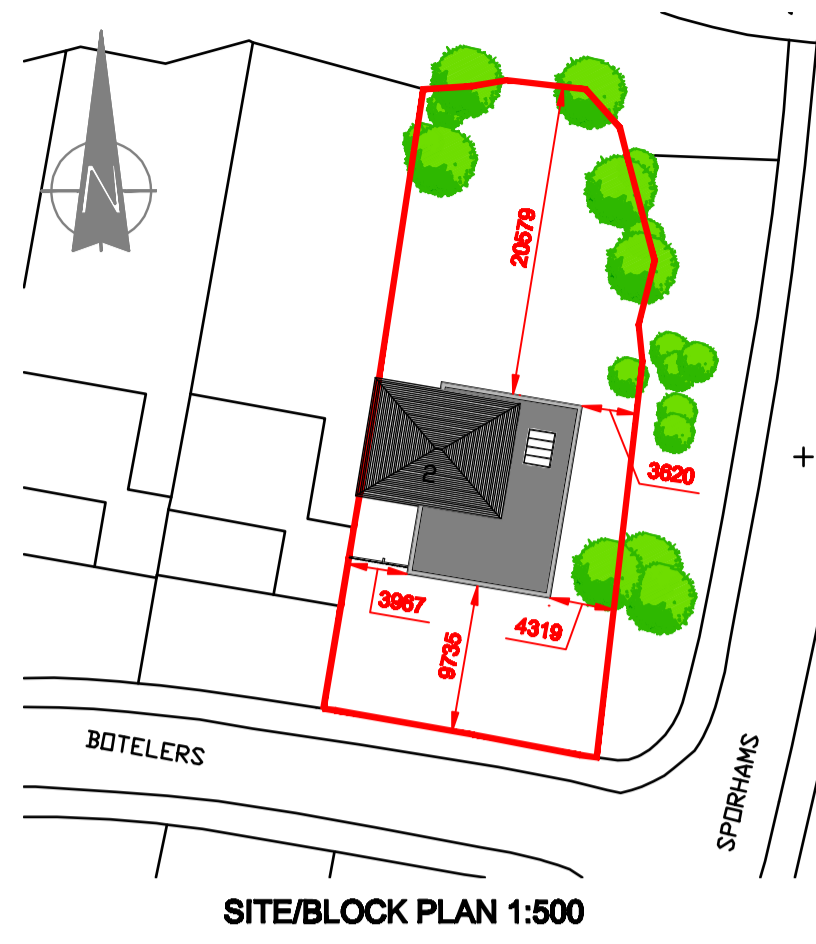 N
20579
2
3620
3967
4319
9735
BOTELERS
SPORHAMS
SITE/BLOCK PLAN 1:500